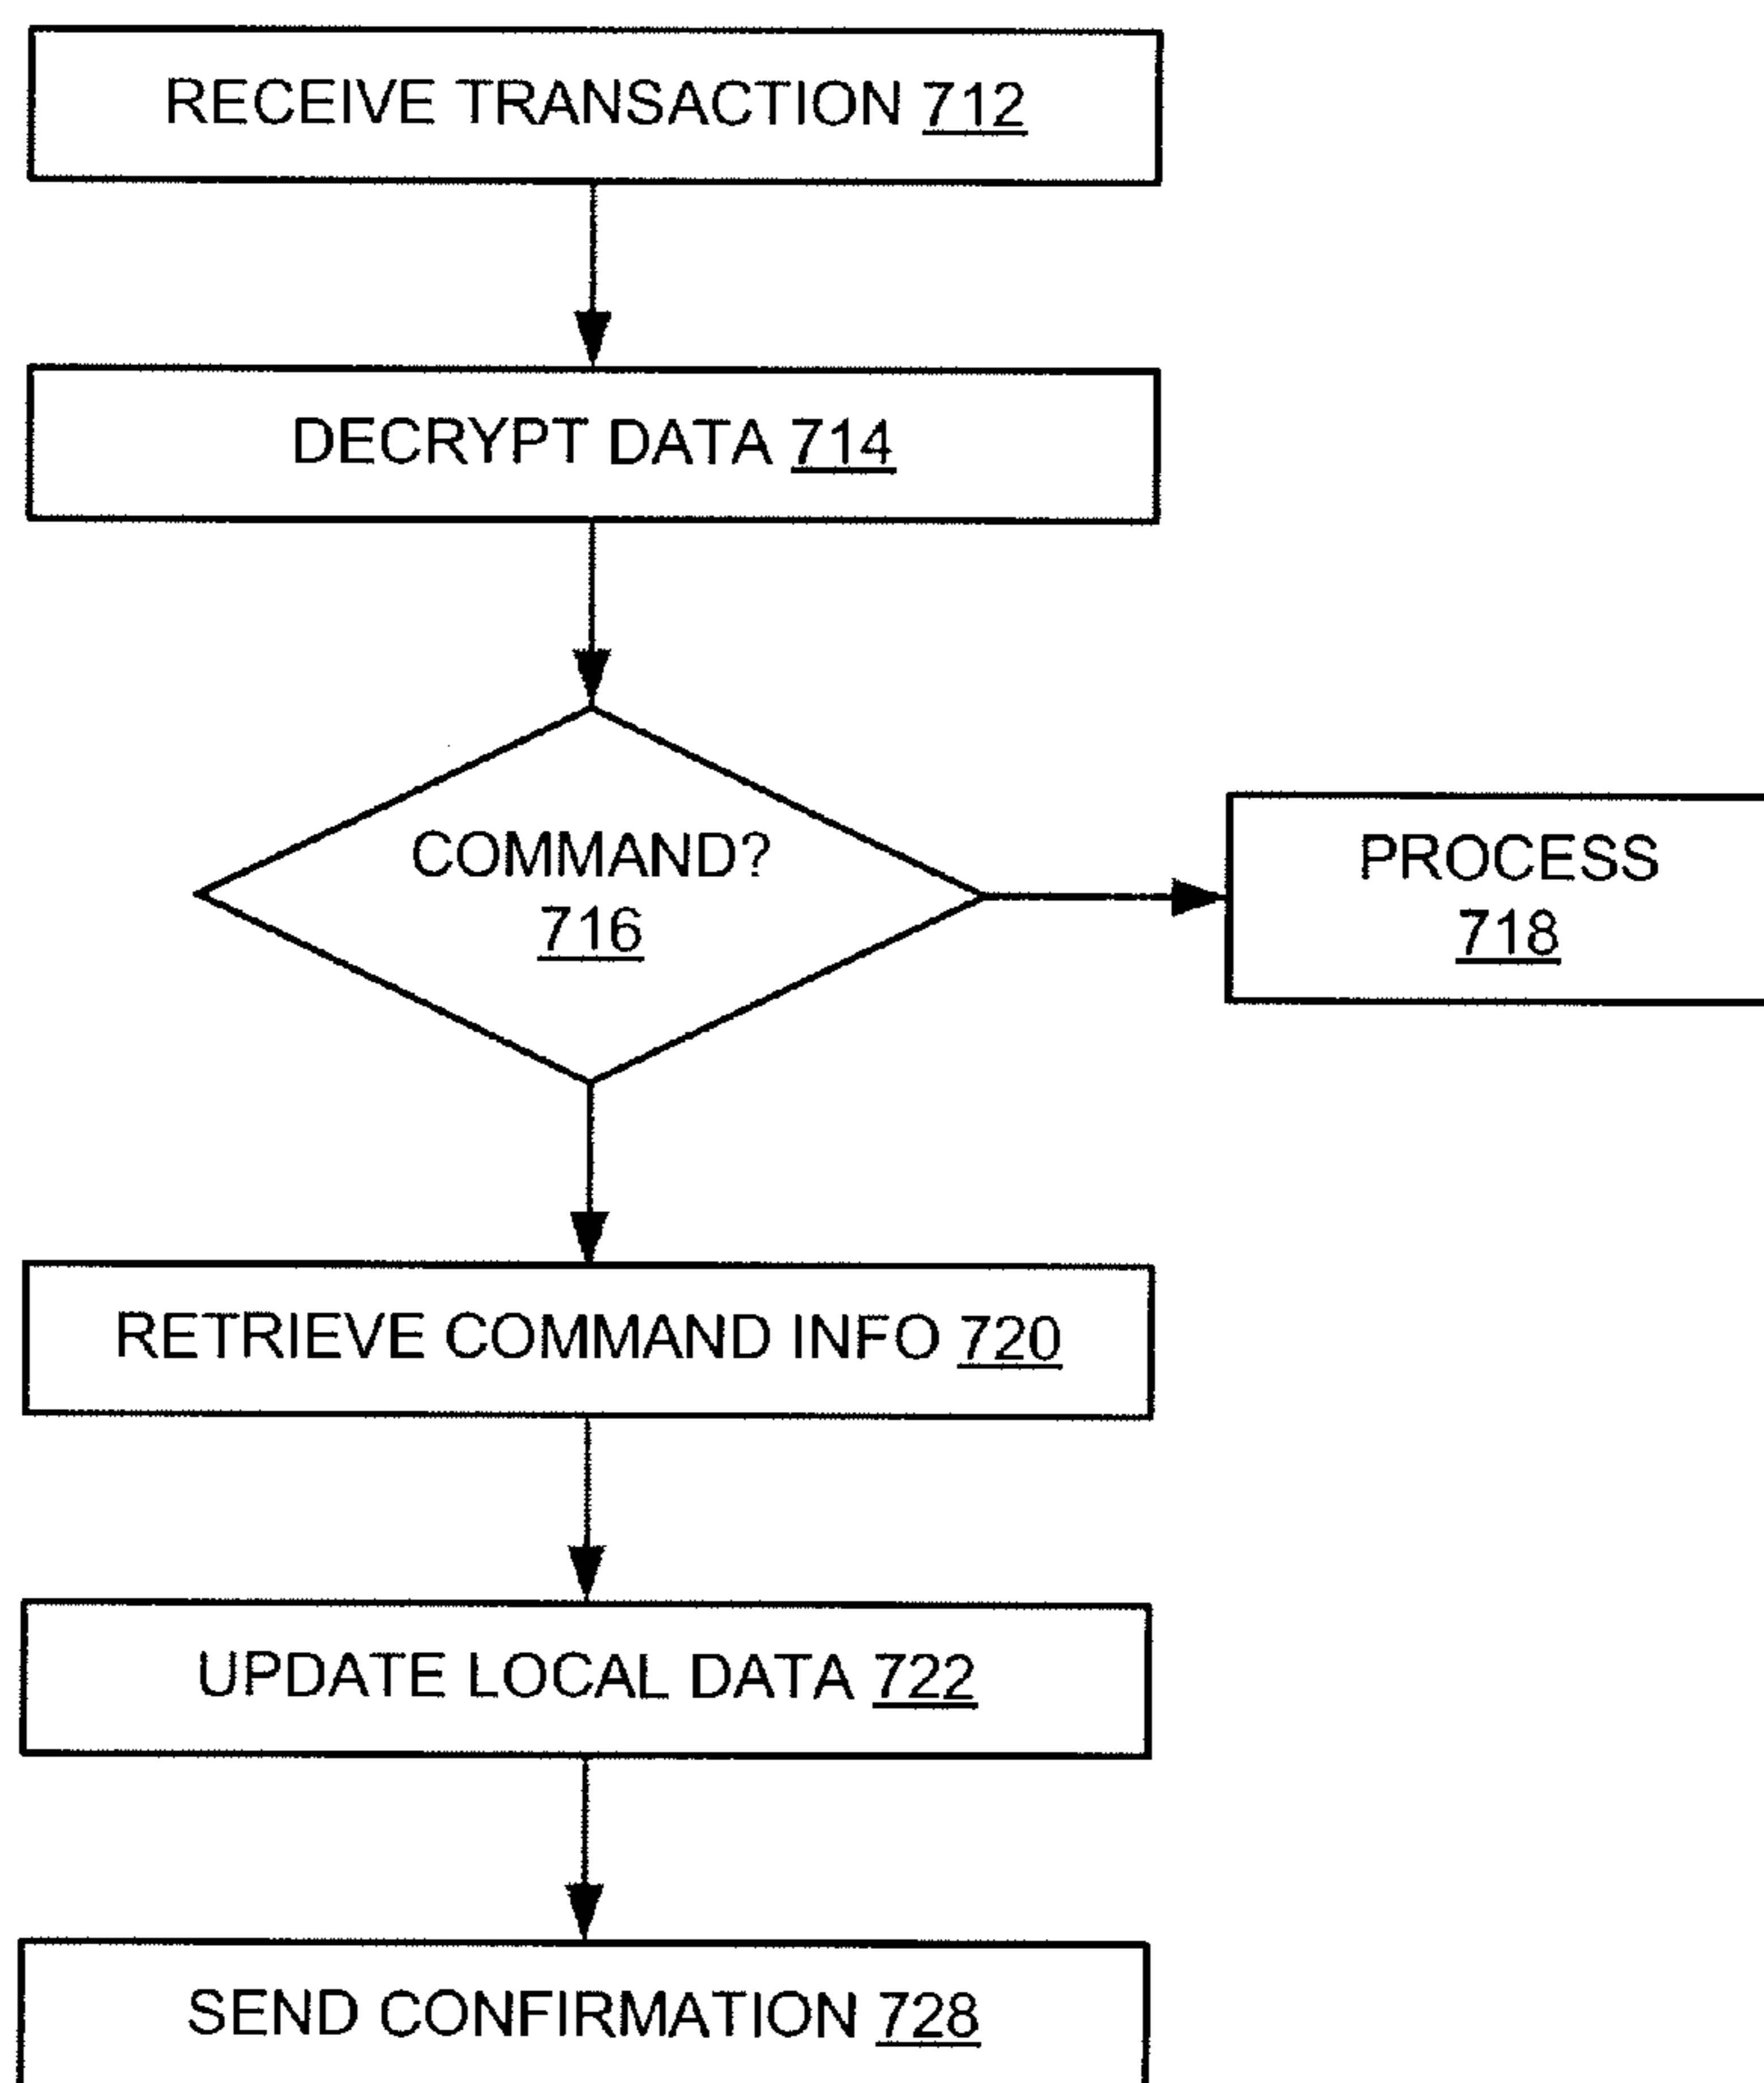 RECEIVE TRANSACTION 712
DECRYPT DATA 714
COMMAND?
716
PROCESS
718
RETRIEVE COMMAND INFO 720
UPDATE LOCAL DATA 722
SEND CONFIRMATION 728